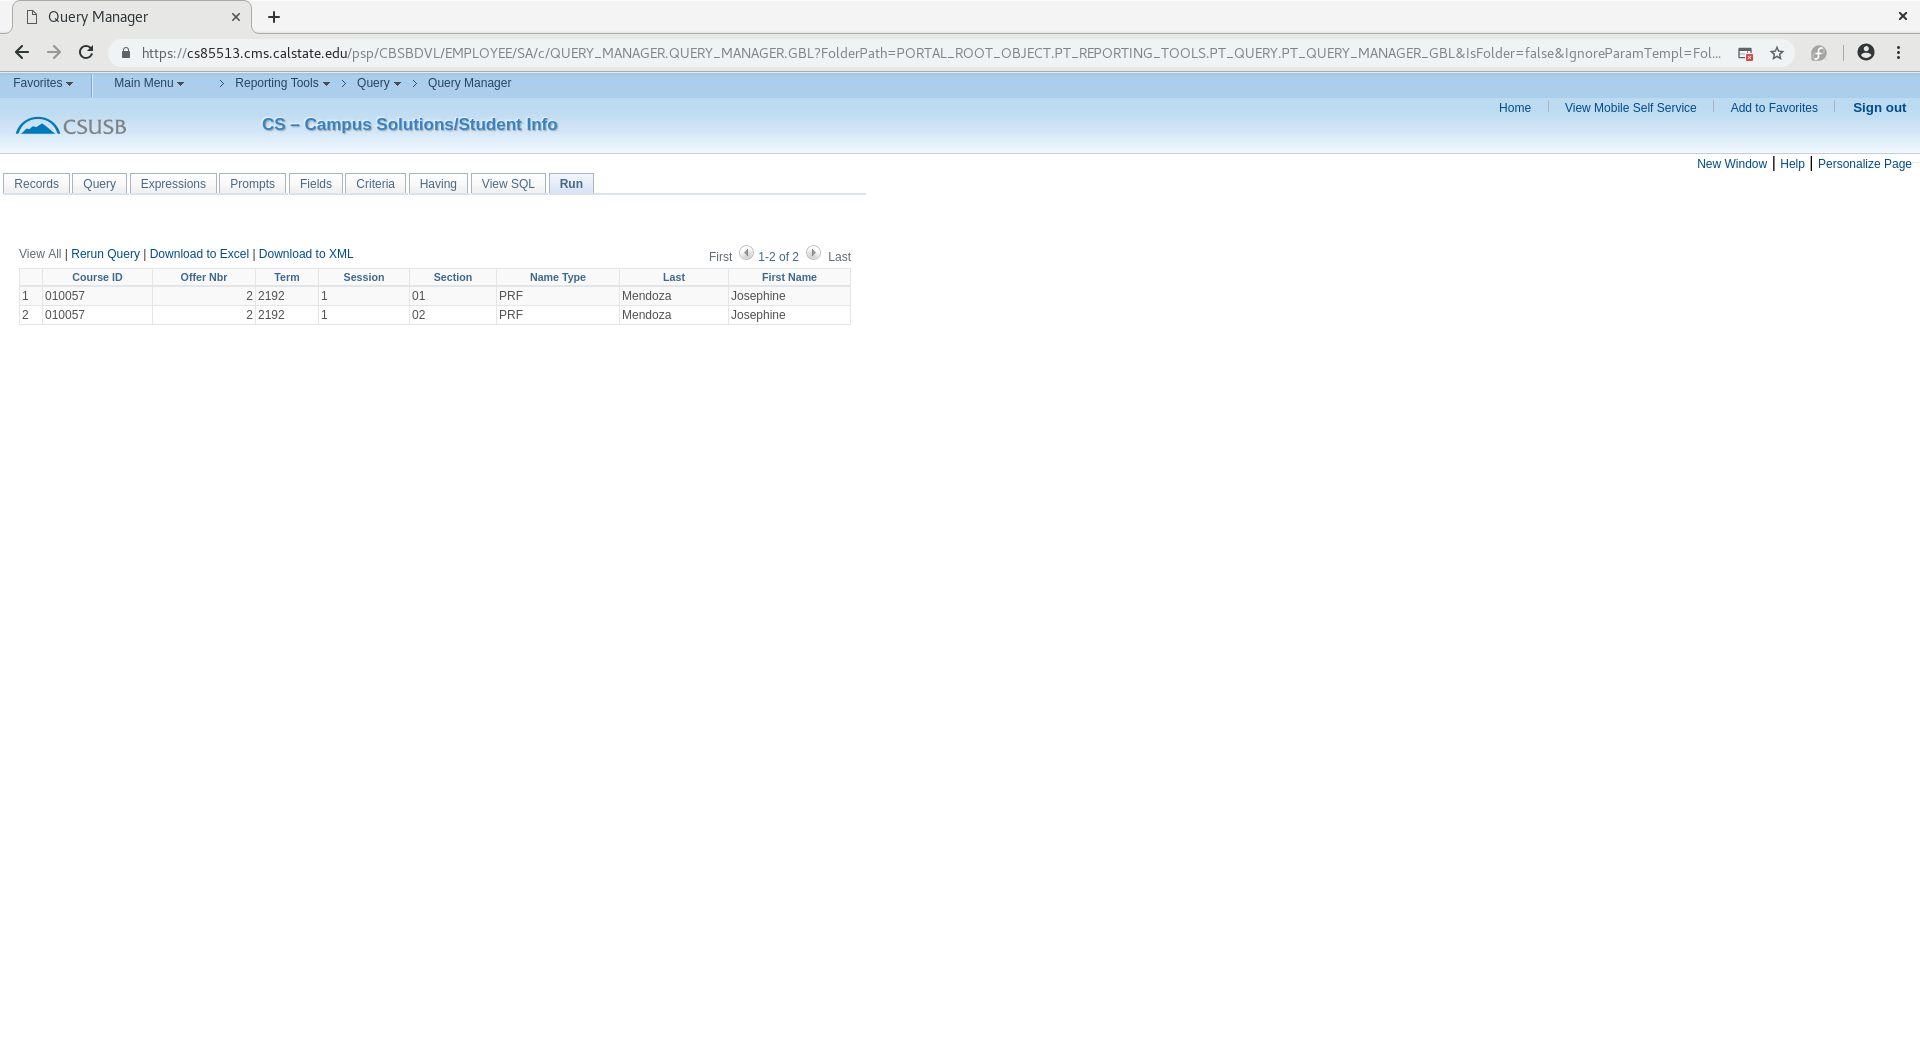 Query Manager
https://cs85513.cms.calstate.edu/psp/CBSBDVL/EMPLOYEE/SA/c/QUERY_MANAGER.QUERY_MANAGER.GBL?FolderPath=PORTAL_ROOT_OBJECT.PT_REPORTING_TOOLS.PT_QUERY.PT_QUERY_MANAGER_GBL&IsFolder=false&IgnoreParamTempl=Fol...
Favorites Main Menu > Reporting Tools > Query > Query Manager
Home View Mobile Self Service Add to Favorites Sign out
CSUSB CS – Campus Solutions/Student Info
New Window | Help | Personalize Page
Records Query Expressions Prompts Fields Criteria Having View SQL Run
View All | Rerun Query | Download to Excel | Download to XML First 1-2 of 2 Last
Course ID Offer Nbr Term Session Section Name Type Last First Name
1 010057 2 2192 1 01 PRF Mendoza Josephine
2 010057 2 2192 1 02 PRF Mendoza Josephine